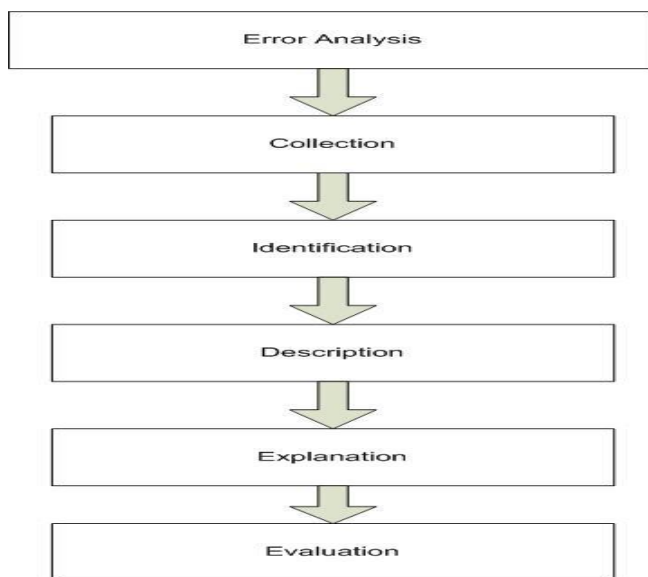 Error Analysis
Collection
Identification
Description
Explanation
Evaluation